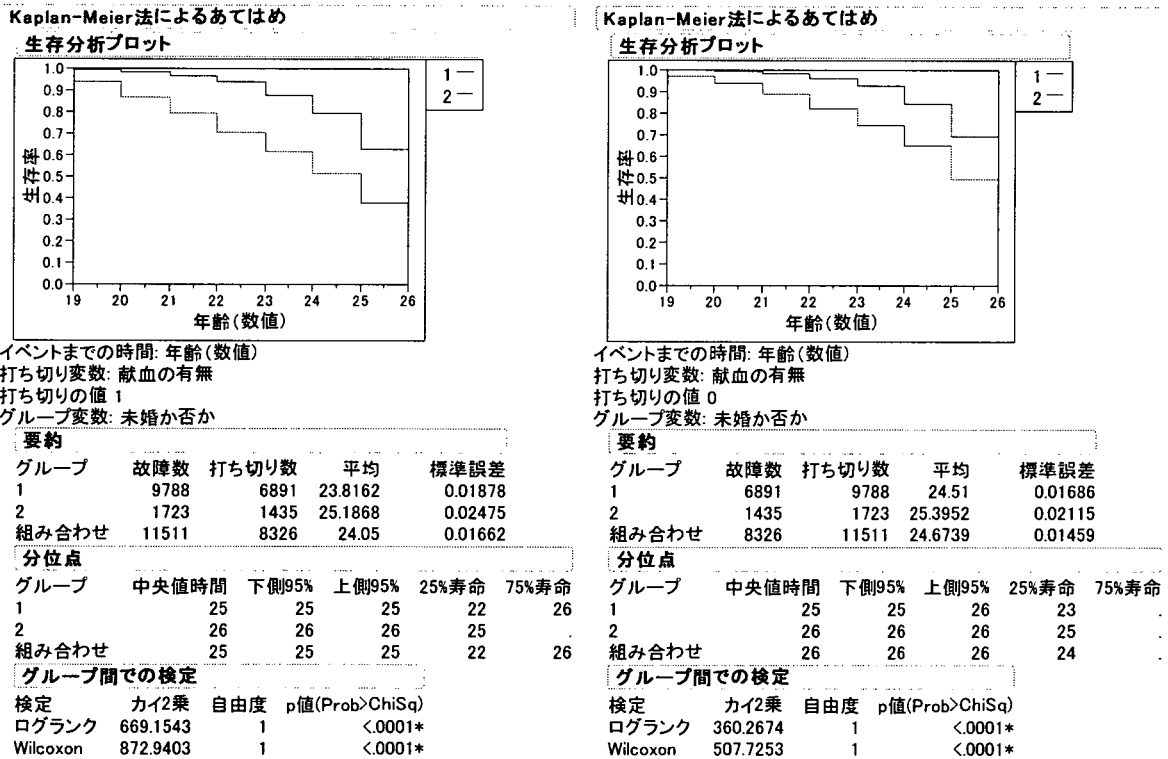 Kaplan-Meier法によるあてはめ
生存分析プロット
1.0
0.9
0.8
0.7
0.6
0.5
0.4
0.3
0.2
0.1
0.0
生存率
19 20 21 22 23 24 25 26
年齢(数値)
1 —
2 —
イベントまでの時間: 年齢(数値)
打ち切り変数: 献血の有無
打ち切りの値 1
グループ変数: 未婚か否か
要約
グループ 故障数 打ち切り数 平均 標準誤差
1 9788 6891 23.8162 0.01878
2 1723 1435 25.1868 0.02475
組み合わせ 11511 8326 24.05 0.01662
分位点
グループ 中央値時間 下側95% 上側95% 25%寿命 75%寿命
1 25 25 25 22 26
2 26 26 26 25 .
組み合わせ 25 25 25 22 26
グループ間での検定
検定 カイ2乗 自由度 p値(Prob>ChiSq)
ログランク 669.1543 1 <.0001*
Wilcoxon 872.9403 1 <.0001*
Kaplan-Meier法によるあてはめ
生存分析プロット
1.0
0.9
0.8
0.7
0.6
0.5
0.4
0.3
0.2
0.1
0.0
生存率
19 20 21 22 23 24 25 26
年齢(数値)
1 —
2 —
イベントまでの時間: 年齢(数値)
打ち切り変数: 献血の有無
打ち切りの値 0
グループ変数: 未婚か否か
要約
グループ 故障数 打ち切り数 平均 標準誤差
1 6891 9788 24.51 0.01686
2 1435 1723 25.3952 0.02115
組み合わせ 8326 11511 24.6739 0.01459
分位点
グループ 中央値時間 下側95% 上側95% 25%寿命 75%寿命
1 25 25 26 23 .
2 26 26 26 25 .
組み合わせ 26 26 26 24 .
グループ間での検定
検定 カイ2乗 自由度 p値(Prob>ChiSq)
ログランク 360.2674 1 <.0001*
Wilcoxon 507.7253 1 <.0001*